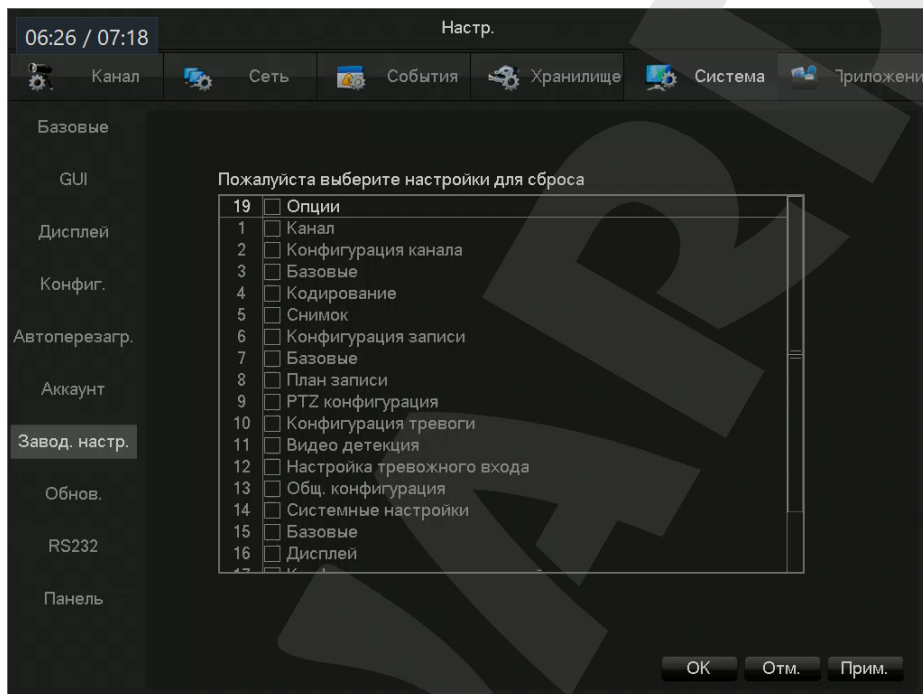 06:26 / 07:18
Настр.
Канал
Сеть
События
Хранилище
Система
Приложени
Базовые
GUI
Дисплей
Конфиг.
Автоперезагр.
Аккаунт
Завод. настр.
Обнов.
RS232
Панель
Пожалуйста выберите настройки для сброса
19 Опции
1 Канал
2 Конфигурация канала
3 Базовые
4 Кодирование
5 Снимок
6 Конфигурация записи
7 Базовые
8 План записи
9 PTZ конфигурация
10 Конфигурация тревоги
11 Видео детекция
12 Настройка тревожного входа
13 Общ. конфигурация
14 Системные настройки
15 Базовые
16 Дисплей
17
OK
Отм.
Прим.